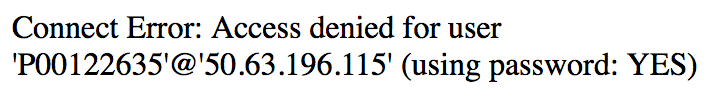 Connect Error: Access denied for user
'P00122635'@'50.63.196.115' (using password: YES)